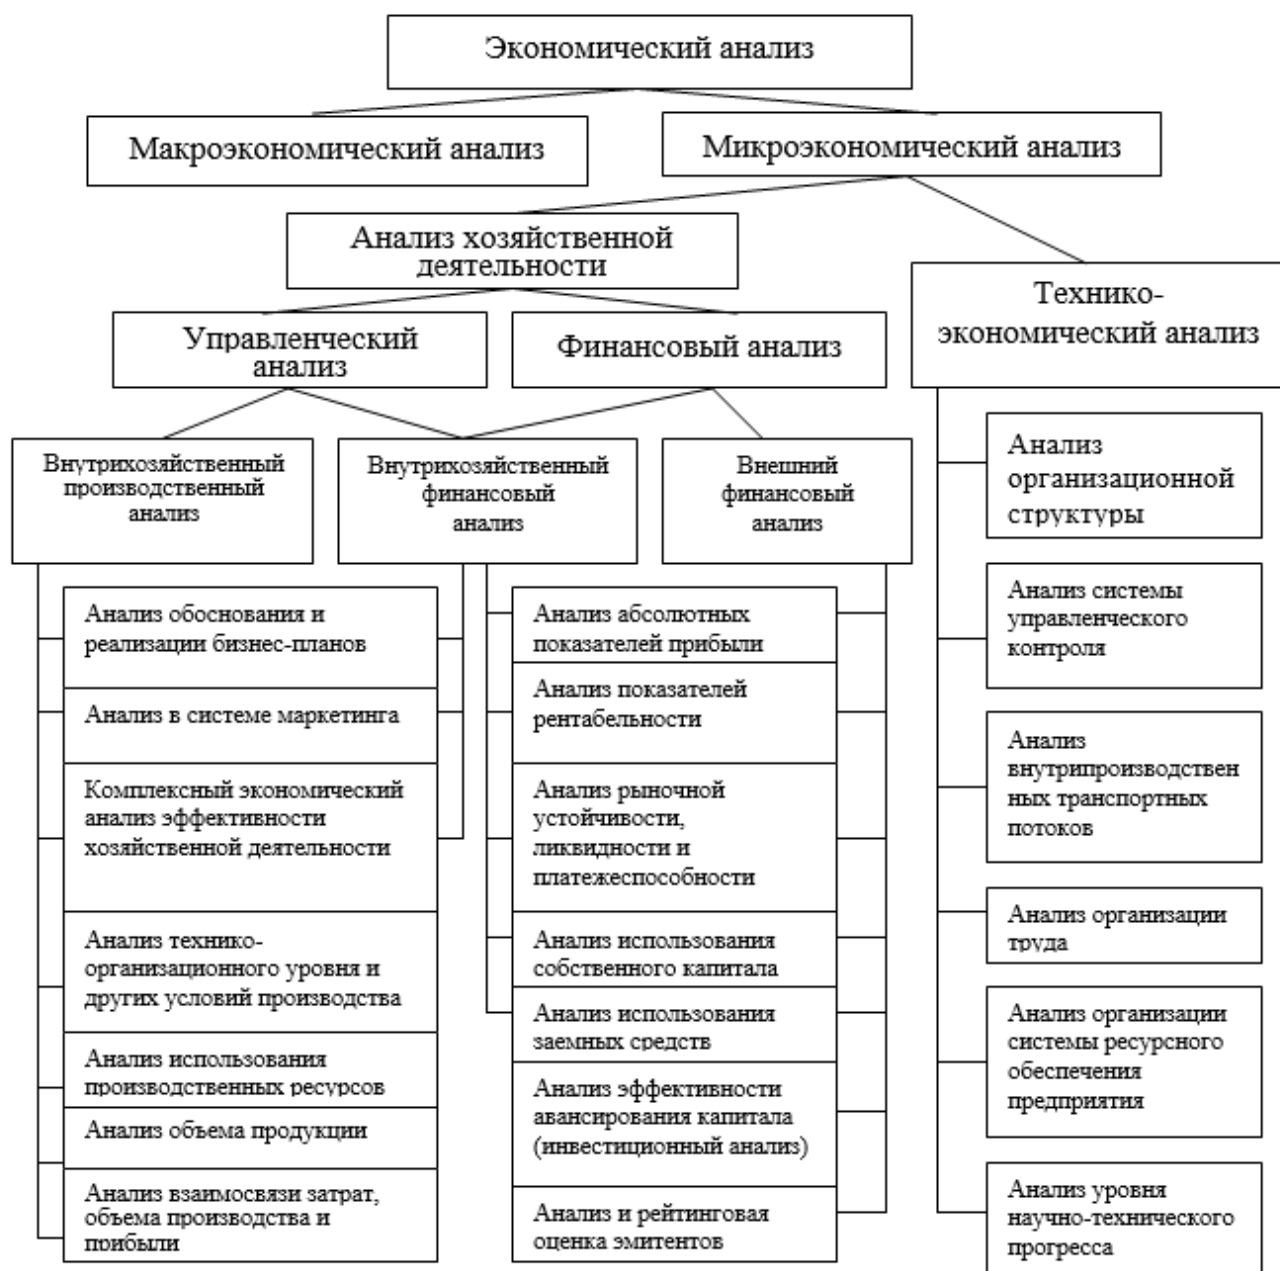 Экономический анализ
Макроэкономический анализ
Микроэкономический анализ
Анализ хозяйственной
деятельности
Технико-
экономический анализ
Управленческий
анализ
Финансовый анализ
Внутрихозяйственный
производственный
анализ
Внутрихозяйственный
финансовый
анализ
Внешний
финансовый
анализ
Анализ обоснования и
реализации бизнес-планов
Анализ в системе маркетинга
Комплексный экономический
анализ эффективности
хозяйственной деятельности
Анализ технико-
организационного уровня и
других условий производства
Анализ использования
производственных ресурсов
Анализ объема продукции
Анализ взаимосвязи затрат,
объема производства и
прибыли
Анализ абсолютных
показателей прибыли
Анализ показателей
рентабельности
Анализ рыночной
устойчивости,
ликвидности и
платежеспособности
Анализ использования
собственного капитала
Анализ использования
заемных средств
Анализ эффективности
авансирования капитала
(инвестиционный анализ)
Анализ и рейтинговая
оценка эмитентов
Анализ
организационной
структуры
Анализ системы
управленческого
контроля
Анализ
внутрипроизводствен
ных транспортных
потоков
Анализ организации
труда
Анализ организации
системы ресурсного
обеспечения
предприятия
Анализ уровня
научно-технического
прогресса